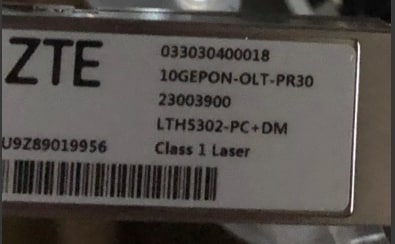 ZTE
033030400018
10GEPON-OLT-PR30
23003900
LTH5302-PC+DM
U9Z89019956
Class 1 Laser